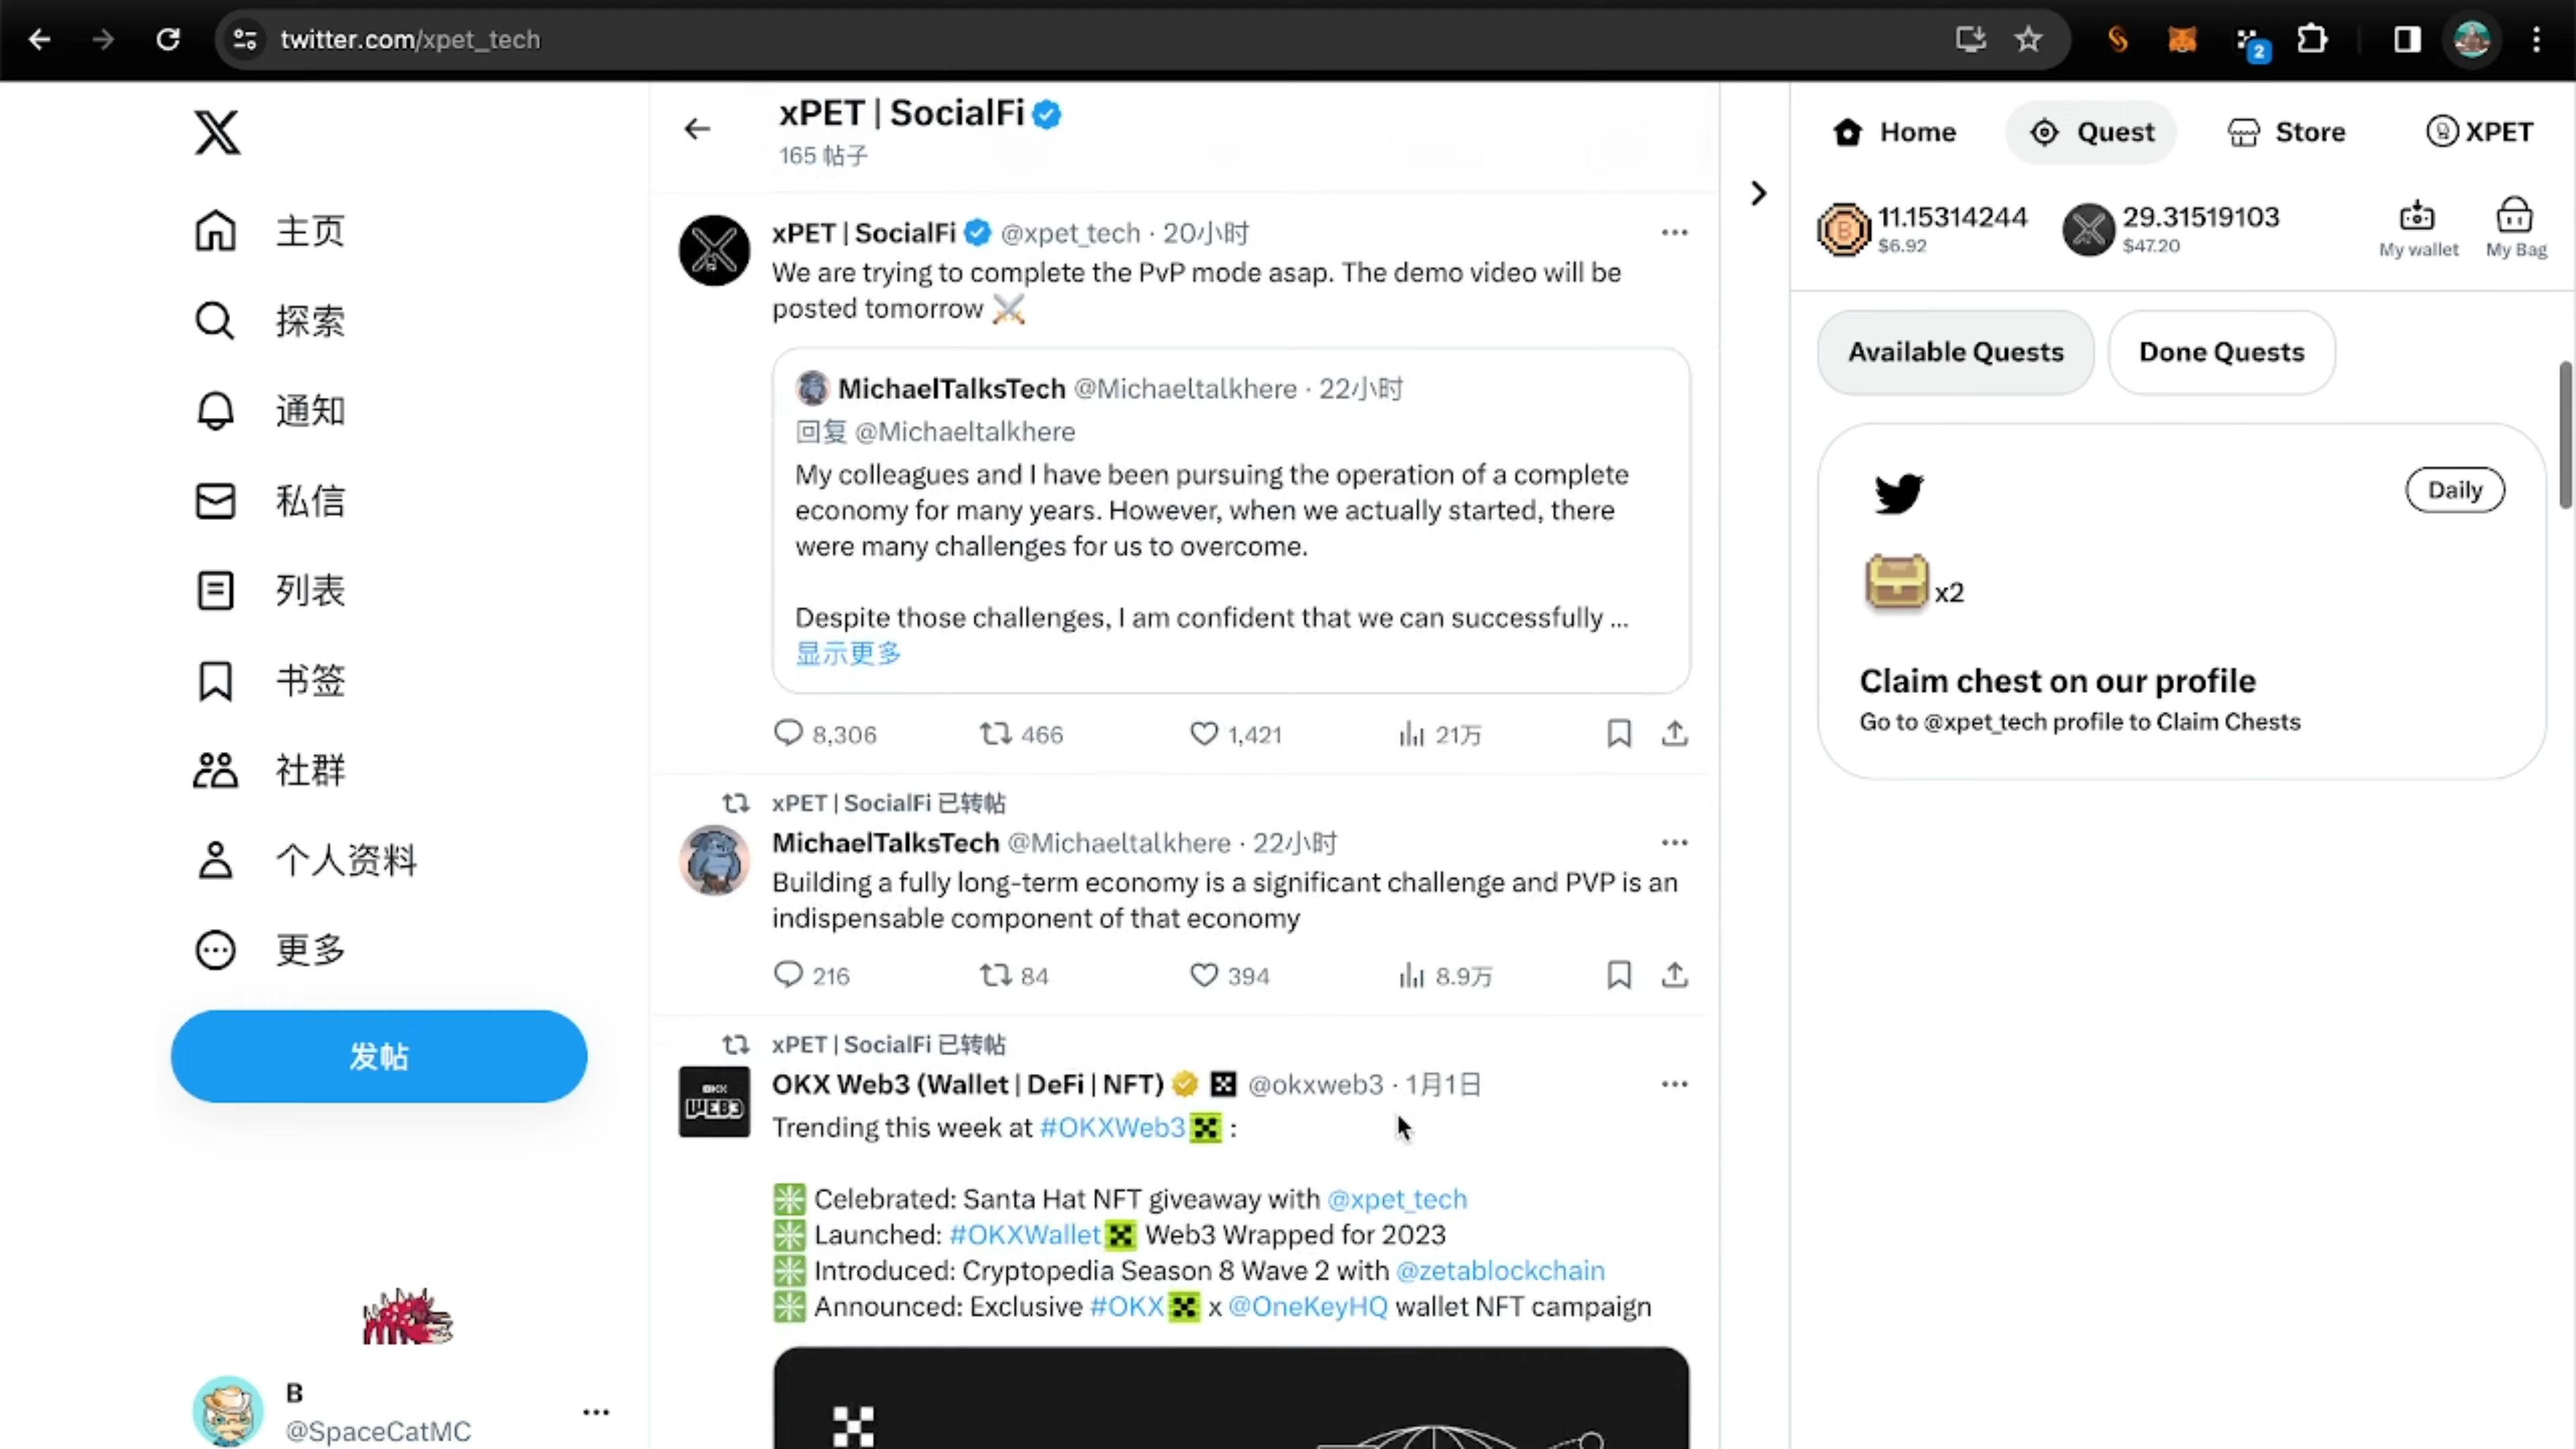 twitter.com/xpet_tech
2
主页
探索
通知
私信
列表
书签
社群
个人资料
更多
发帖
B
@SpaceCatMC
xPET | SocialFi
165 帖子
xPET | SocialFi @xpet_tech · 20小时
We are trying to complete the PvP mode asap. The demo video will be
posted tomorrow ⚔️
MichaelTalksTech @Michaeltalkhere · 22小时
回复 @Michaeltalkhere
My colleagues and I have been pursuing the operation of a complete
economy for many years. However, when we actually started, there
were many challenges for us to overcome.
Despite those challenges, I am confident that we can successfully ...
显示更多
8,306 466 1,421 21万
xPET | SocialFi 已转帖
MichaelTalksTech @Michaeltalkhere · 22小时
Building a fully long-term economy is a significant challenge and PVP is an
indispensable component of that economy
216 84 394 8.9万
xPET | SocialFi 已转帖
OKX
WEB3
OKX Web3 (Wallet | DeFi | NFT) @okxweb3 · 1月1日
Trending this week at #OKXWeb3 :
✳️ Celebrated: Santa Hat NFT giveaway with @xpet_tech
✳️ Launched: #OKXWallet Web3 Wrapped for 2023
✳️ Introduced: Cryptopedia Season 8 Wave 2 with @zetablockchain
✳️ Announced: Exclusive #OKX x @OneKeyHQ wallet NFT campaign
Home Quest Store XPET
11.15314244
$6.92
29.31519103
$47.20
My wallet
My Bag
Available Quests
Done Quests
Daily
x2
Claim chest on our profile
Go to @xpet_tech profile to Claim Chests